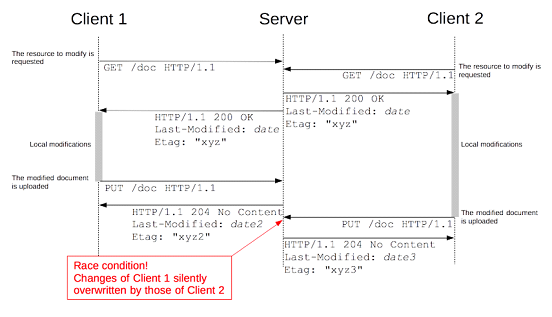 Client 1
Server
Client 2
The resource to modify is
requested
GET /doc HTTP/1.1
The resource to modify is
requested
GET /doc HTTP/1.1
HTTP/1.1 200 OK
Last-Modified: date
Etag: "xyz"
HTTP/1.1 200 OK
Last-Modified: date
Etag: "xyz"
Local modifications
Local modifications
The modified document
is uploaded
PUT /doc HTTP/1.1
HTTP/1.1 204 No Content
Last-Modified: date2
Etag: "xyz2"
The modified document
is uploaded
PUT /doc HTTP/1.1
HTTP/1.1 204 No Content
Last-Modified: date3
Etag: "xyz3"
Race condition!
Changes of Client 1 silently
overwritten by those of Client 2